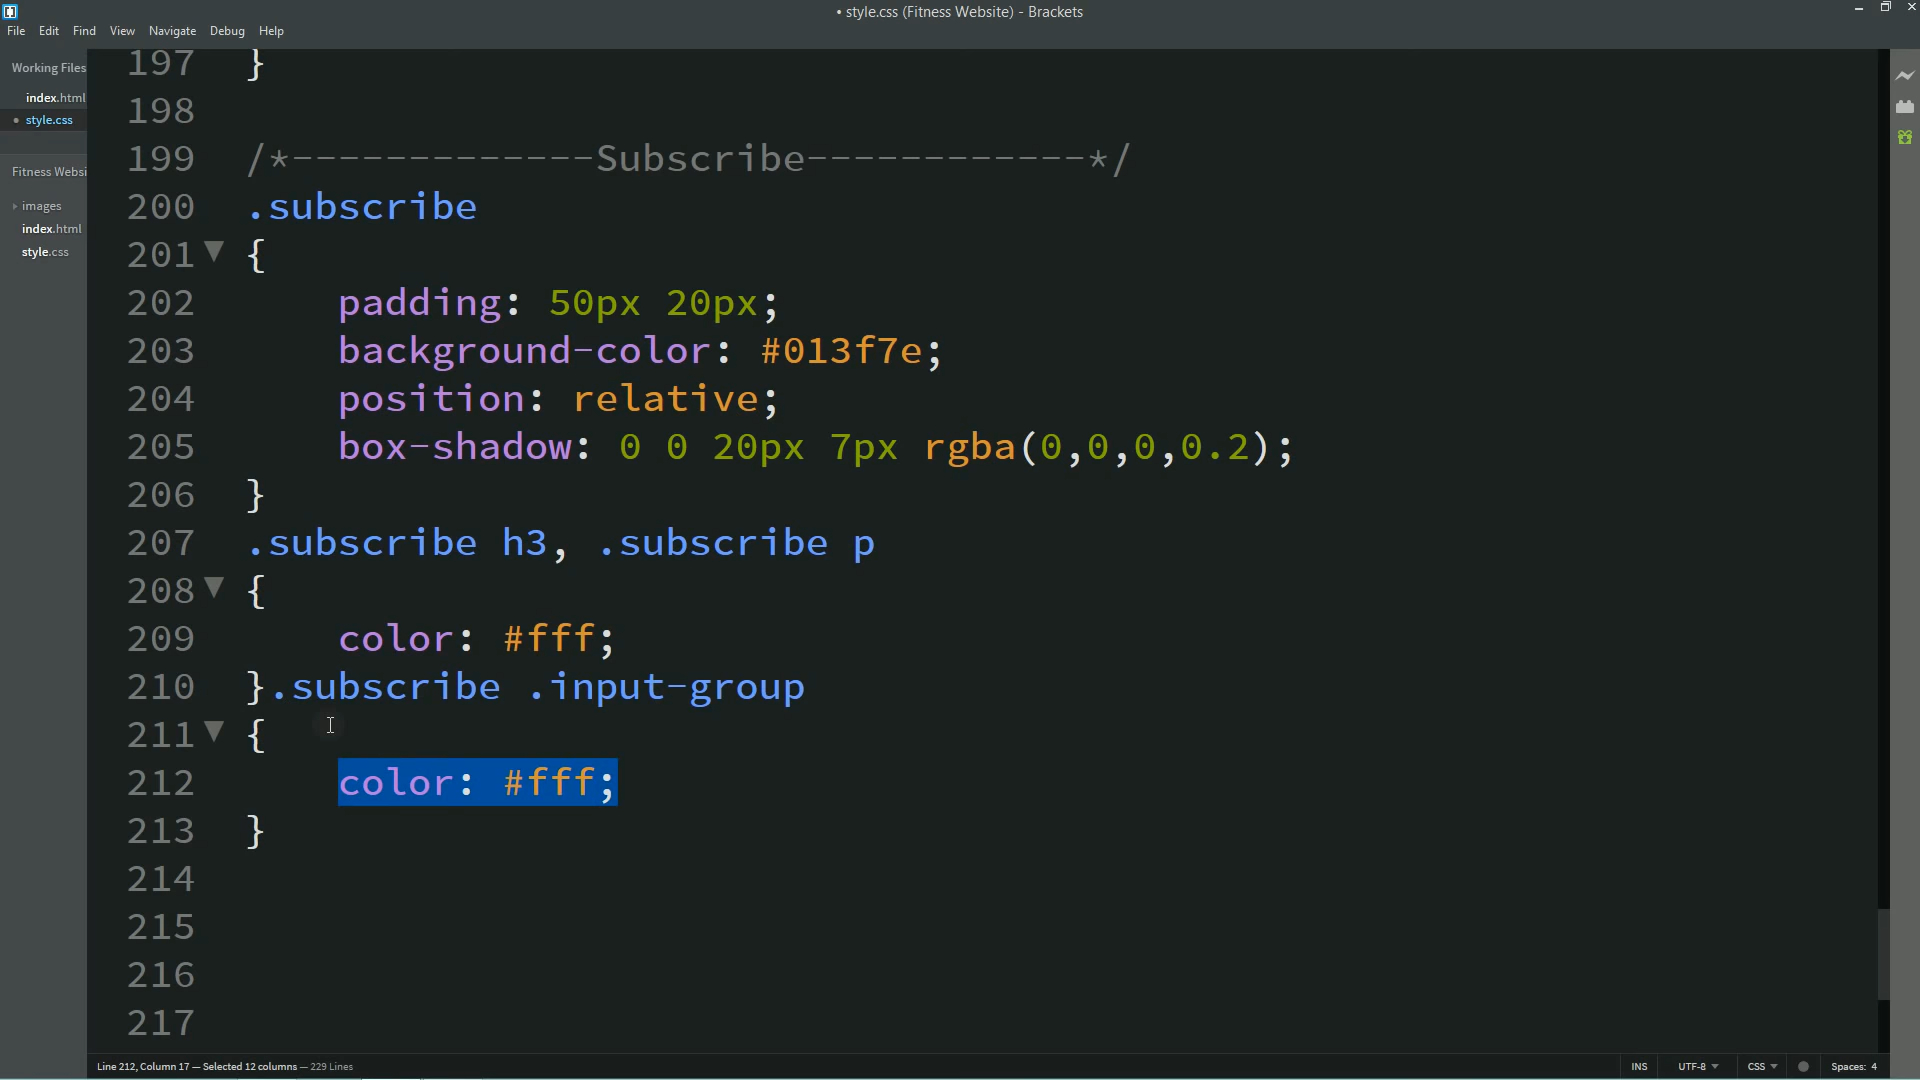 • style.css (Fitness Website) - Brackets
File Edit Find View Navigate Debug Help
Working Files
index.html
• style.css
Fitness Websi
images
index.html
style.css
197 }
198
199 /*-------------Subscribe------------*/
200 .subscribe
201 {
202 padding: 50px 20px;
203 background-color: #013f7e;
204 position: relative;
205 box-shadow: 0 0 20px 7px rgba(0,0,0,0.2);
206 }
207 .subscribe h3, .subscribe p
208 {
209 color: #fff;
210 }.subscribe .input-group
211 {
212 color: #fff;
213 }
214
215
216
217
Line 212, Column 17 — Selected 12 columns — 229 Lines
INS UTF-8 CSS Spaces: 4